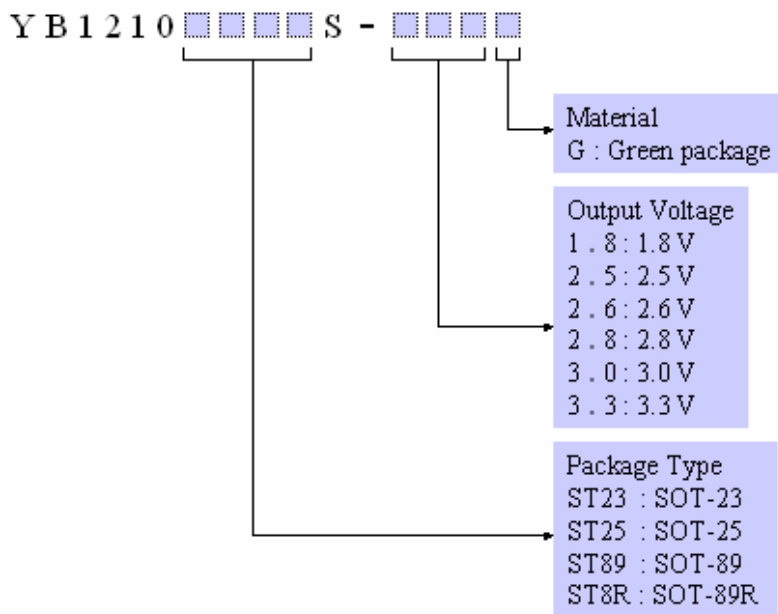 YB1210 S -
Material
G : Green package
Output Voltage
1 . 8 : 1.8 V
2 . 5 : 2.5 V
2 . 6 : 2.6 V
2 . 8 : 2.8 V
3 . 0 : 3.0 V
3 . 3 : 3.3 V
Package Type
ST23 : SOT-23
ST25 : SOT-25
ST89 : SOT-89
ST8R : SOT-89R